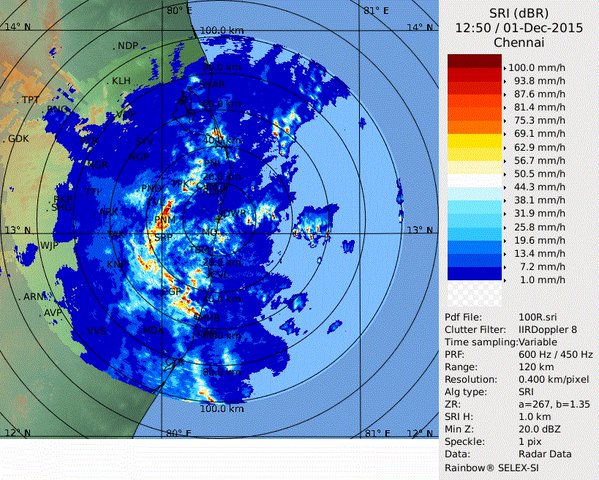 80°E
81°E
14°N
14°N
100.0 km
NDP
KLH
TPT
GDK
WJP
13°N
13°N
ARN
AVP
VVS
MDR
100.0 km
12°N
80°E
81°E
12°N
SRI (dBR)
12:50 / 01-Dec-2015
Chennai
100.0 mm/h
93.8 mm/h
87.6 mm/h
81.4 mm/h
75.3 mm/h
69.1 mm/h
62.9 mm/h
56.7 mm/h
50.5 mm/h
44.3 mm/h
38.1 mm/h
31.9 mm/h
25.8 mm/h
19.6 mm/h
13.4 mm/h
7.2 mm/h
1.0 mm/h
Pdf File: 100R.sri
Clutter Filter: IIRDoppler 8
Time sampling:Variable
PRF: 600 Hz / 450 Hz
Range: 120 km
Resolution: 0.400 km/pixel
Alg type: SRI
ZR: a=267, b=1.35
SRI H: 1.0 km
Min Z: 20.0 dBZ
Speckle: 1 pix
Data: Radar Data
Rainbow® SELEX-SI